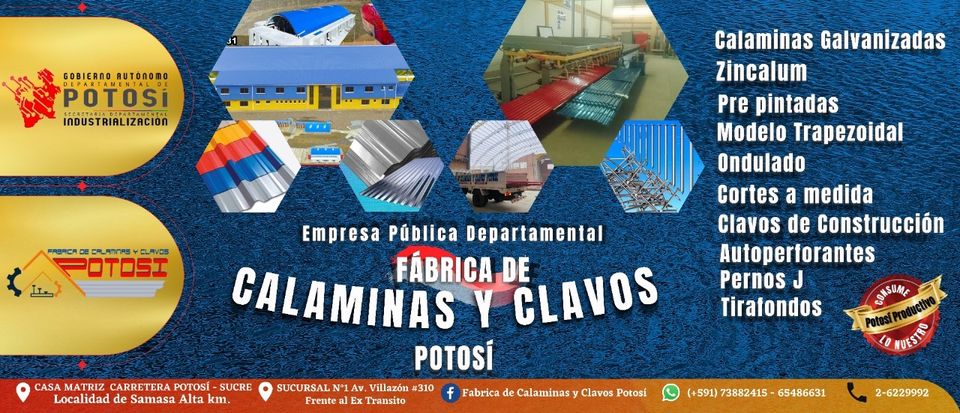 31
GOBIERNO AUTÓNOMO
DEPARTAMENTAL DE
POTOSÍ
SECRETARÍA DEPARTAMENTAL
INDUSTRIALIZACIÓN
FABRICA DE CALAMINAS Y CLAVOS
POTOSI
Empresa Pública Departamental
FÁBRICA DE
CALAMINAS Y CLAVOS
POTOSÍ
Calaminas Galvanizadas
Zincalum
Pre pintadas
Modelo Trapezoidal
Ondulado
Cortes a medida
Clavos de Construcción
Autoperforantes
Pernos J
Tirafondos
CONSUME
Potosí Productivo
LO NUESTRO
CASA MATRIZ CARRETERA POTOSÍ - SUCRE
Localidad de Samasa Alta km.
SUCURSAL N°1 Av. Villazón #310
Frente al Ex Transito
Fabrica de Calaminas y Clavos Potosí
(+591) 73882415 - 65486631
2-6229992